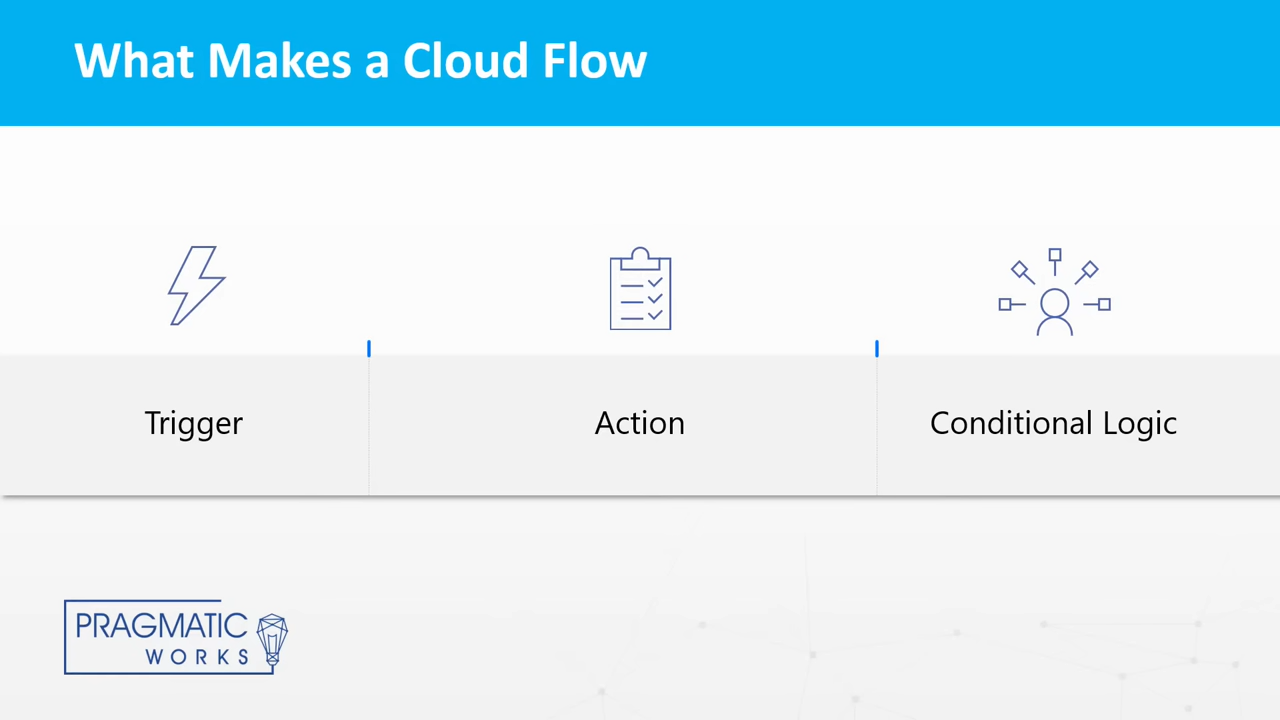 What Makes a Cloud Flow
Trigger
Action
Conditional Logic
PRAGMATIC
WORKS